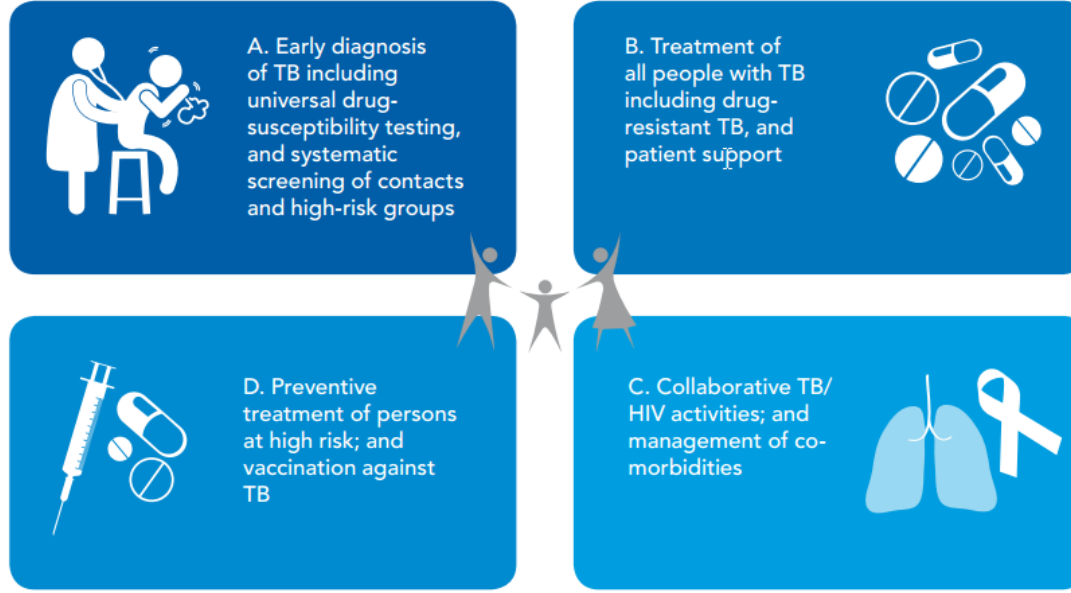 A. Early diagnosis
of TB including
universal drug-
susceptibility testing,
and systematic
screening of contacts
and high-risk groups
B. Treatment of
all people with TB
including drug-
resistant TB, and
patient support
D. Preventive
treatment of persons
at high risk; and
vaccination against
TB
C. Collaborative TB/
HIV activities; and
management of co-
morbidities